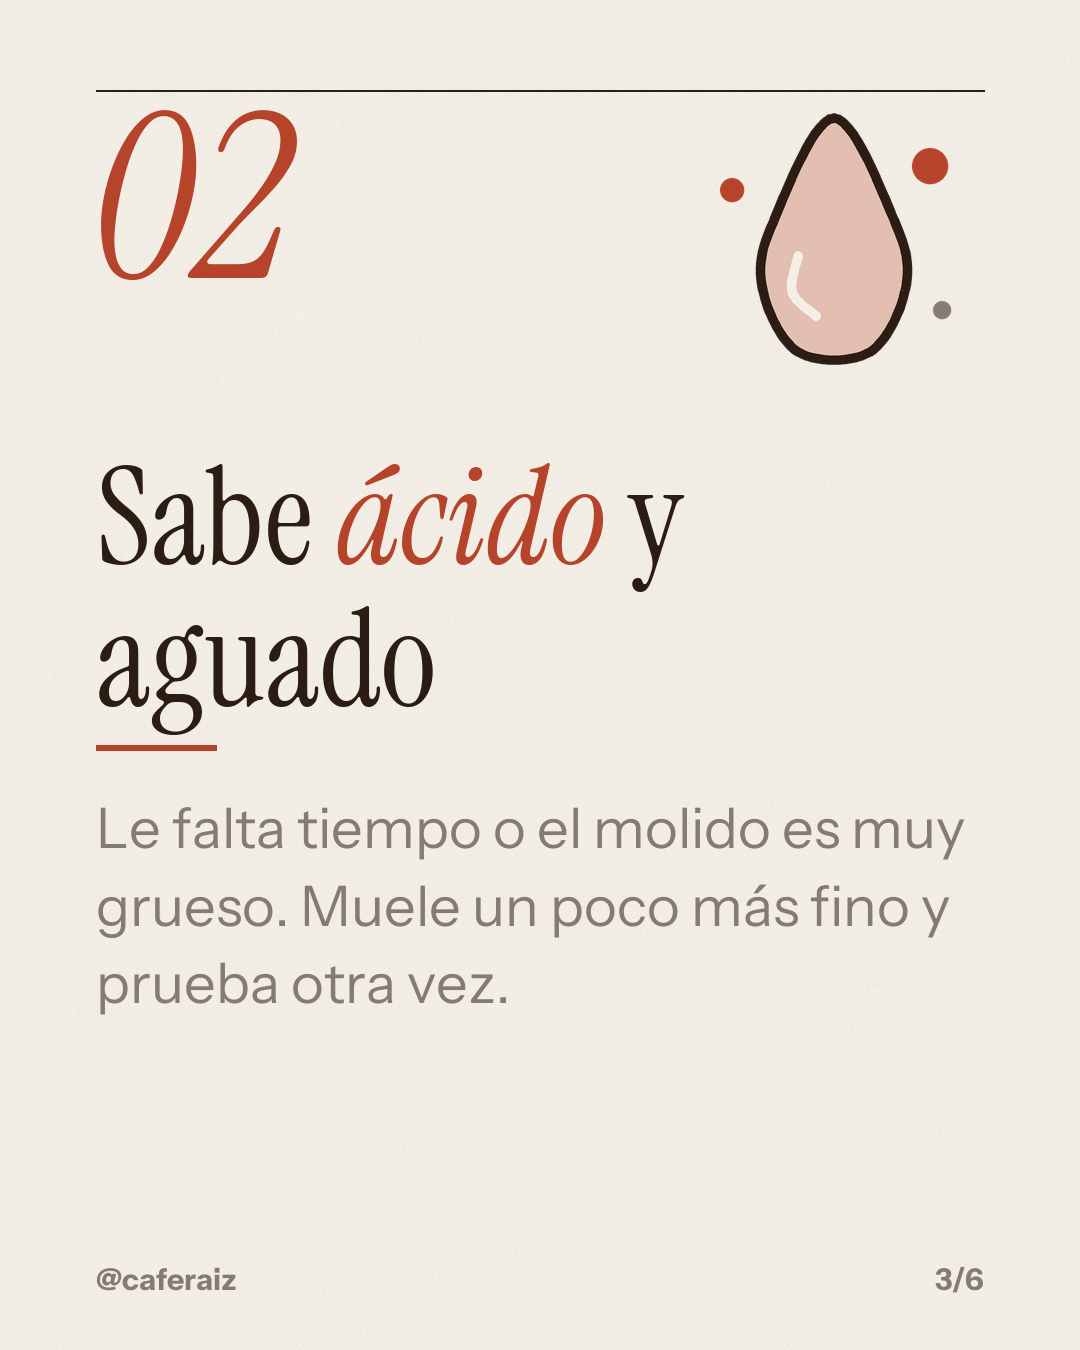 02
Sabe ácido y
aguado
Le falta tiempo o el molido es muy
grueso. Muele un poco más fino y
prueba otra vez.
@caferaiz
3/6